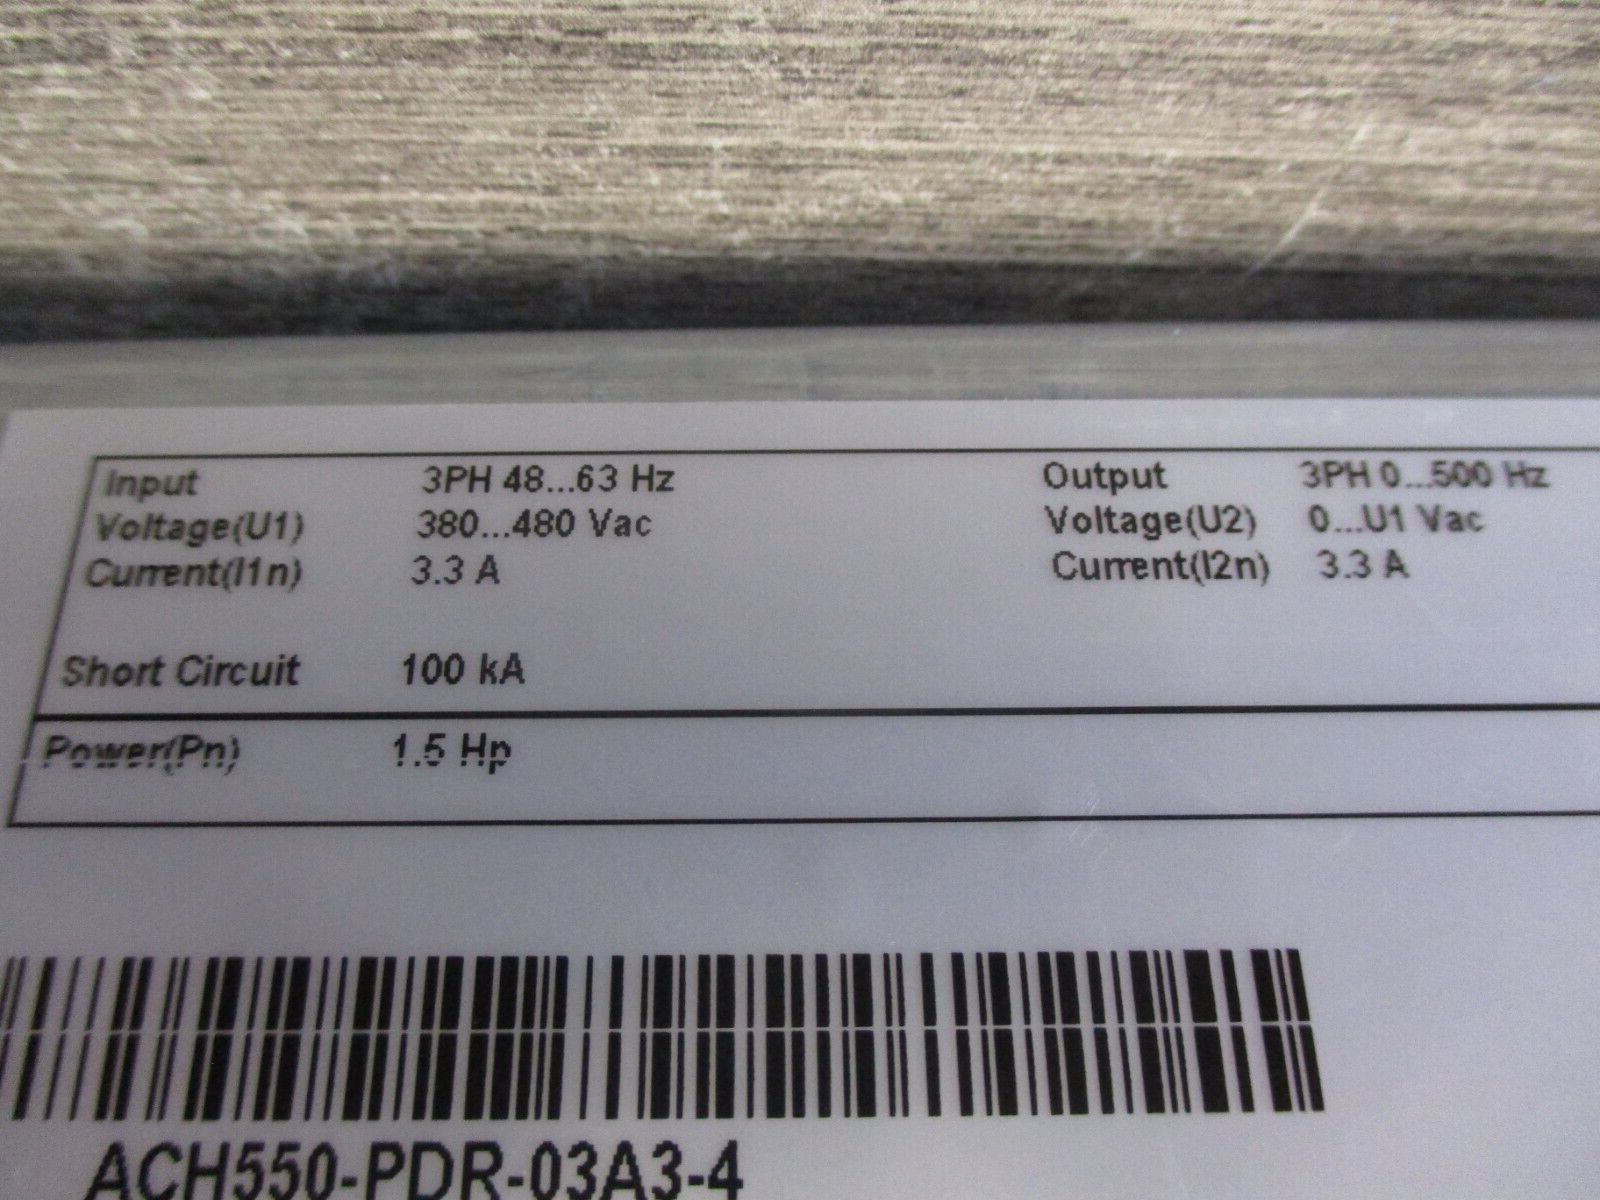 Input 3PH 48...63 Hz Output 3PH 0...500 Hz
Voltage(U1) 380...480 Vac Voltage(U2) 0...U1 Vac
Current(I1n) 3.3 A Current(I2n) 3.3 A
Short Circuit 100 kA
Power(Pn) 1.5 Hp
ACH550-PDR-03A3-4